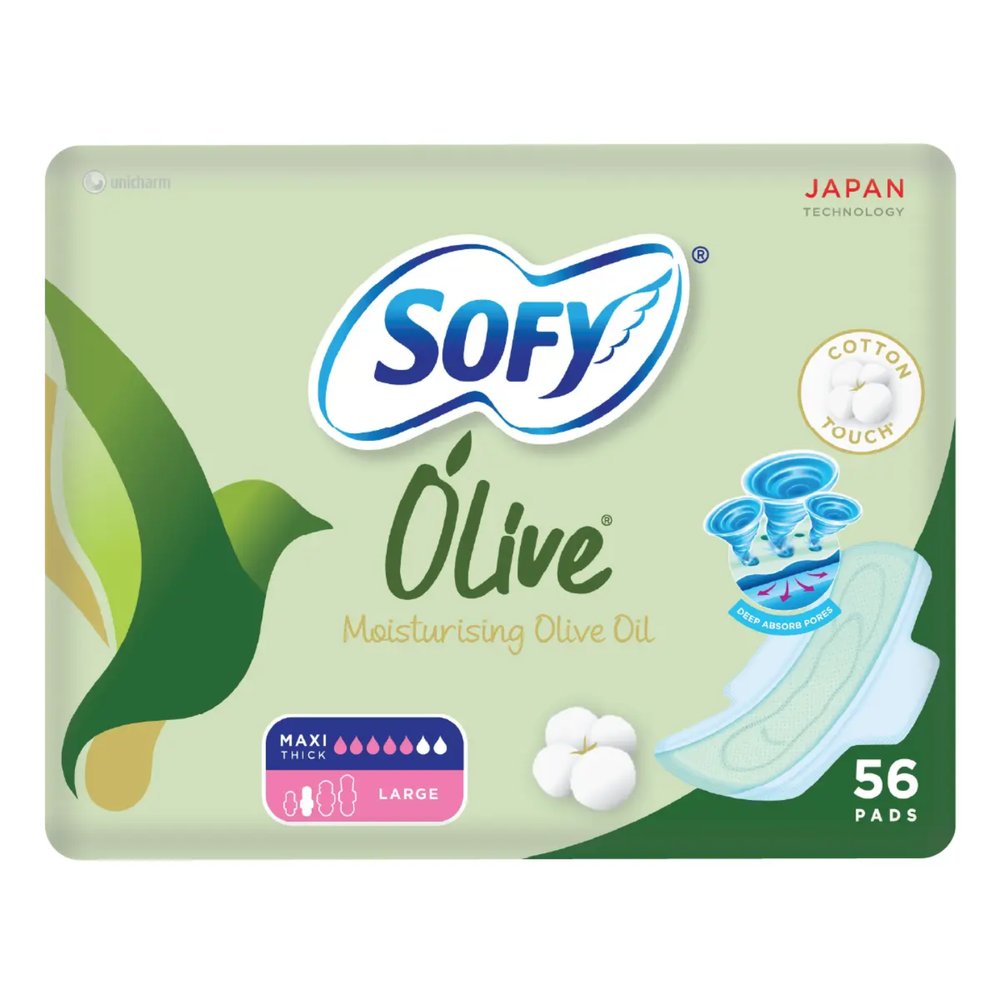 unicharm
JAPAN
TECHNOLOGY
SOFY®
OLive®
Moisturising Olive Oil
COTTON
TOUCH*
DEEP ABSORB PORES
MAXI
THICK
LARGE
56
PADS